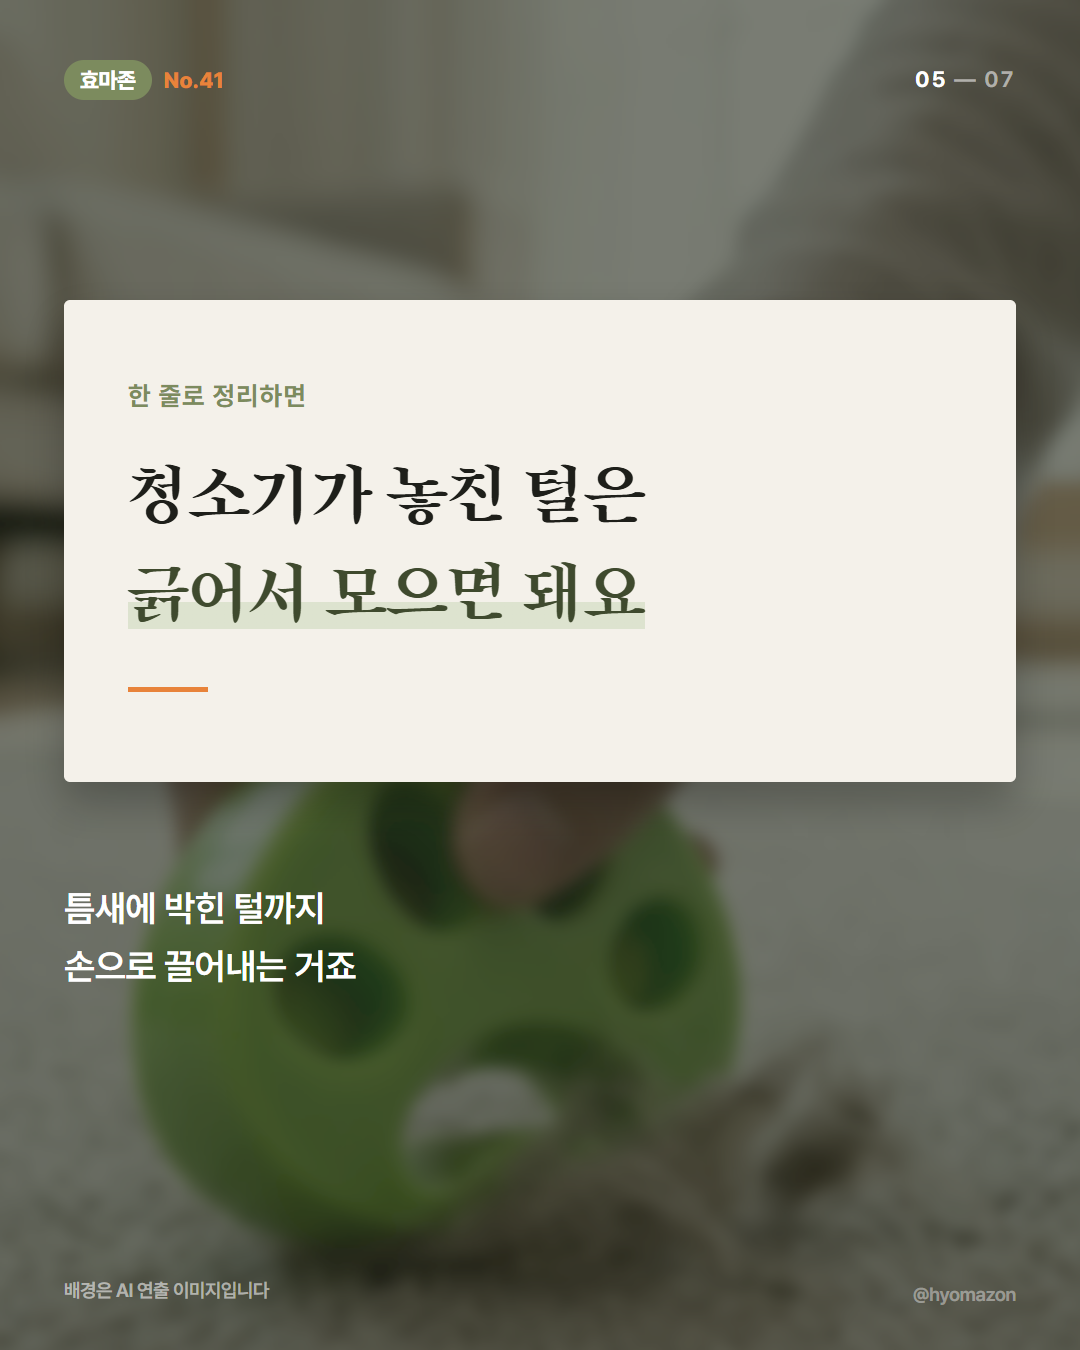 효마존 No.41
05 — 07
한 줄로 정리하면
청소기가 놓친 털은
긁어서 모으면 돼요
틈새에 박힌 털까지
손으로 끌어내는 거죠
배경은 AI 연출 이미지입니다
@hyomazon